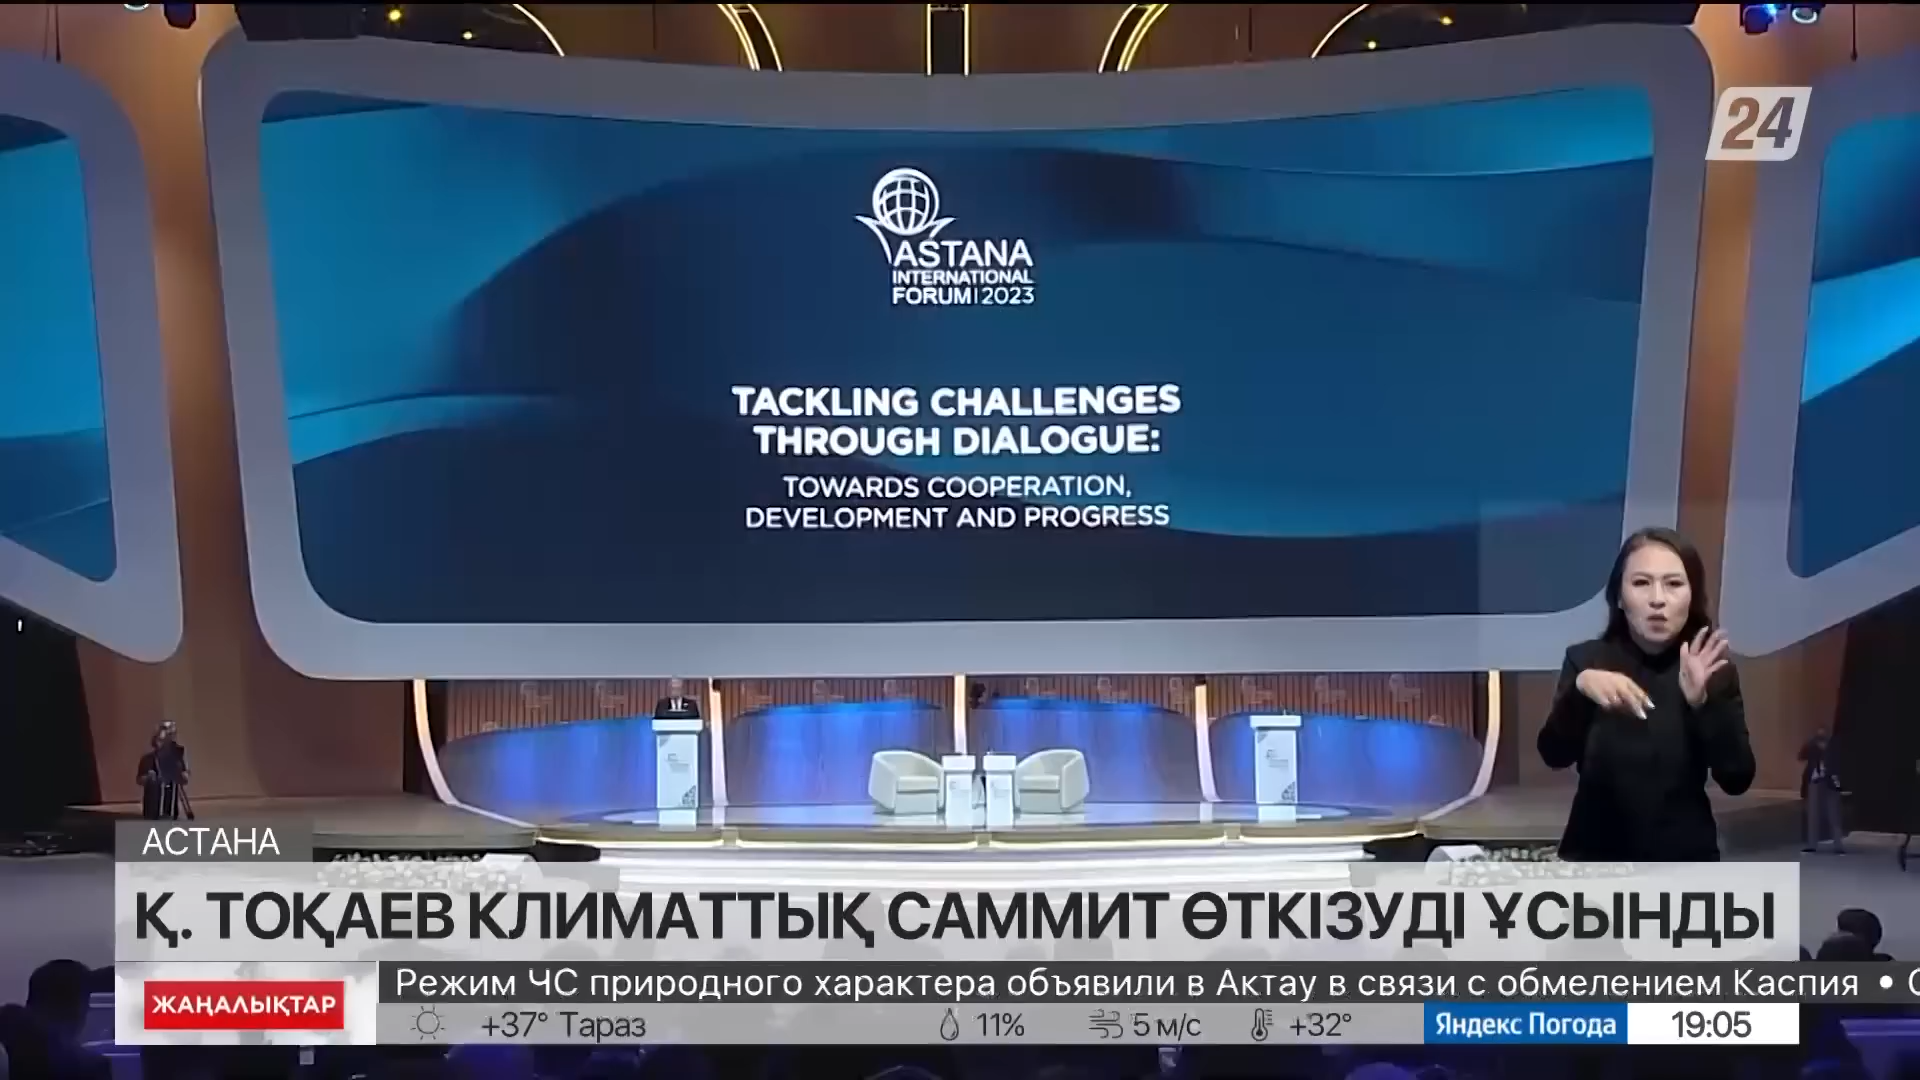 24
ASTANA
INTERNATIONAL
FORUM | 2023
TACKLING CHALLENGES
THROUGH DIALOGUE:
TOWARDS COOPERATION,
DEVELOPMENT AND PROGRESS
АСТАНА
Қ. ТОҚАЕВ КЛИМАТТЫҚ САММИТ ӨТКІЗУДІ ҰСЫНДЫ
ЖАҢАЛЫҚТАР
Режим ЧС природного характера объявили в Актау в связи с обмелением Каспия •
+37° Тараз 11% 5 м/с +32° Яндекс Погода 19:05